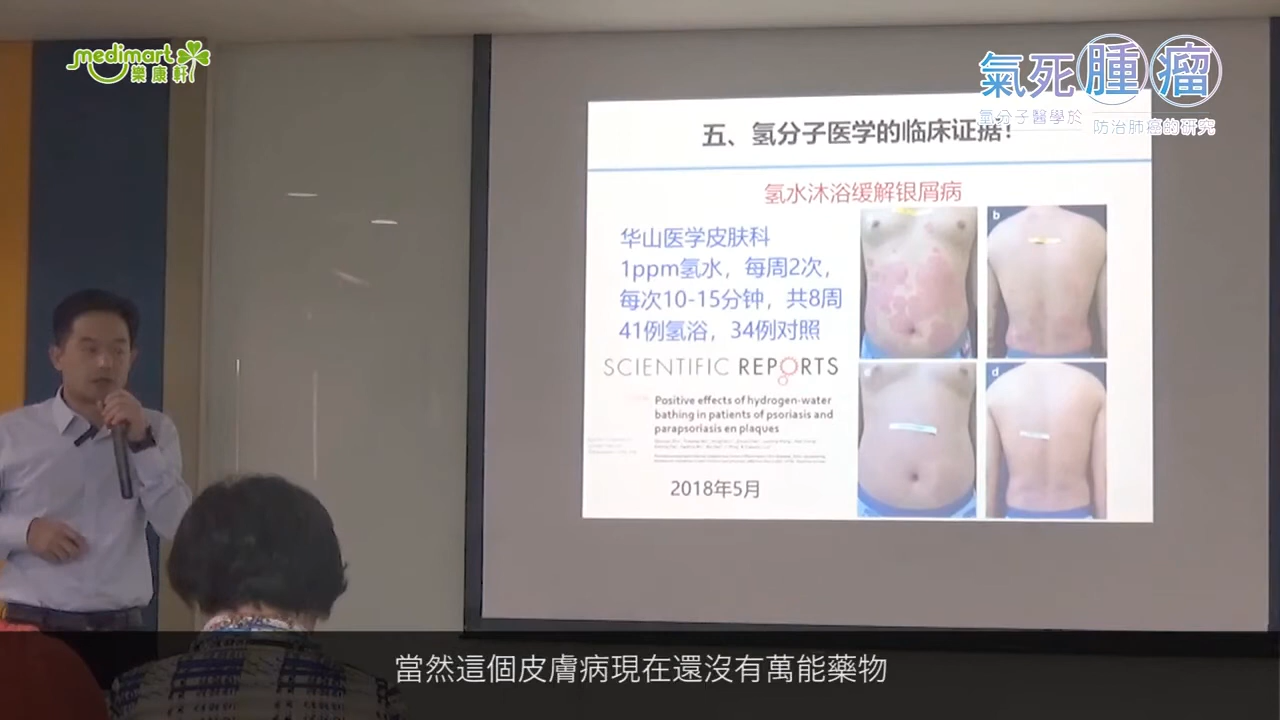 medimart
樂康軒
氣死腫瘤
氫分子醫學於
防治肺癌的研究
五、氢分子医学的临床证据！
氢水沐浴缓解银屑病
华山医学皮肤科
1ppm氢水，每周2次，
每次10-15分钟，共8周
41例氢浴，34例对照
SCIENTIFIC REPORTS
Positive effects of hydrogen-water
bathing in patients of psoriasis and
parapsoriasis en plaques
2018年5月
b
d
當然這個皮膚病現在還沒有萬能藥物